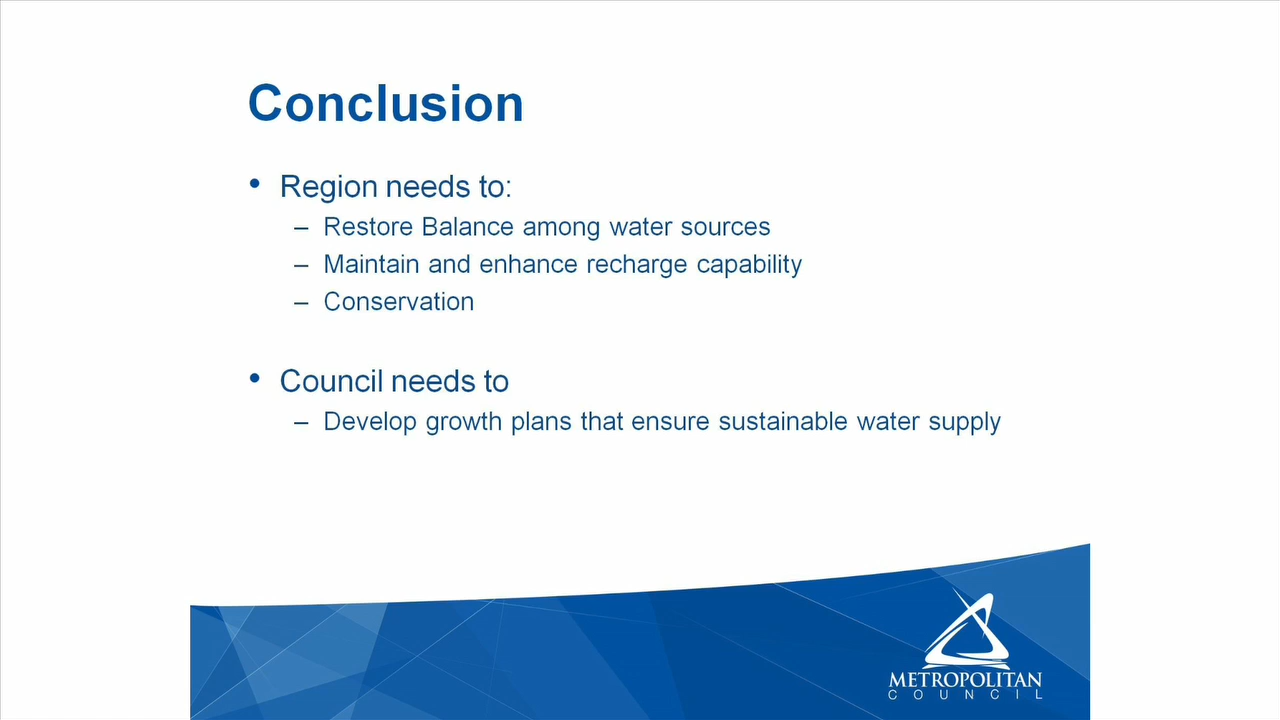 Conclusion
• Region needs to:
– Restore Balance among water sources
– Maintain and enhance recharge capability
– Conservation
• Council needs to
– Develop growth plans that ensure sustainable water supply
METROPOLITAN
COUNCIL